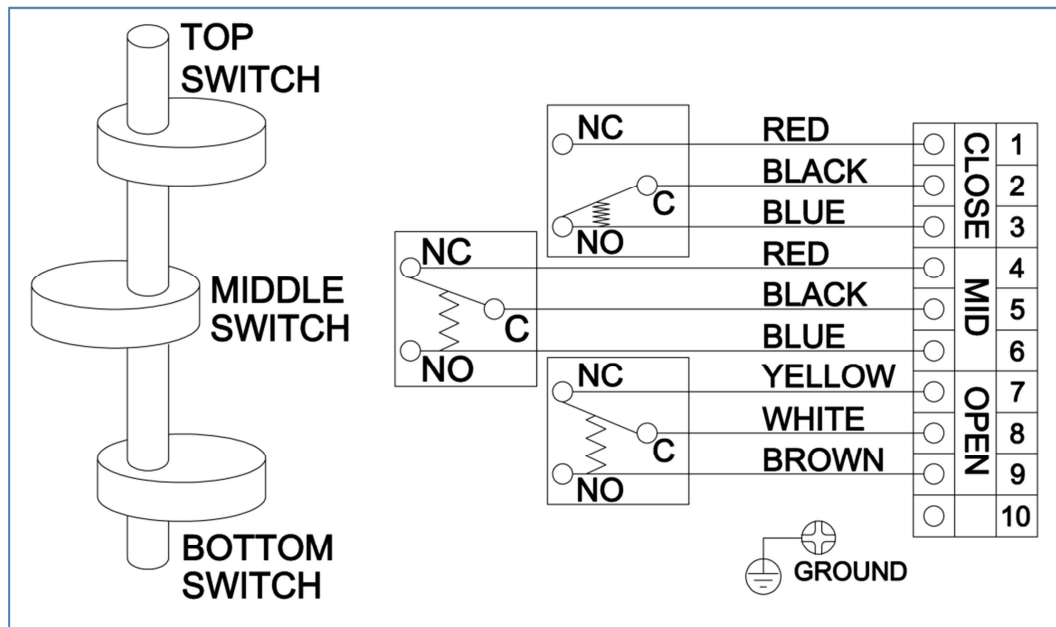 TOP
SWITCH
MIDDLE
SWITCH
BOTTOM
SWITCH
NC
C
NO
NC
C
NO
NC
C
NO
RED
BLACK
BLUE
RED
BLACK
BLUE
YELLOW
WHITE
BROWN
CLOSE
MID
OPEN
1
2
3
4
5
6
7
8
9
10
GROUND